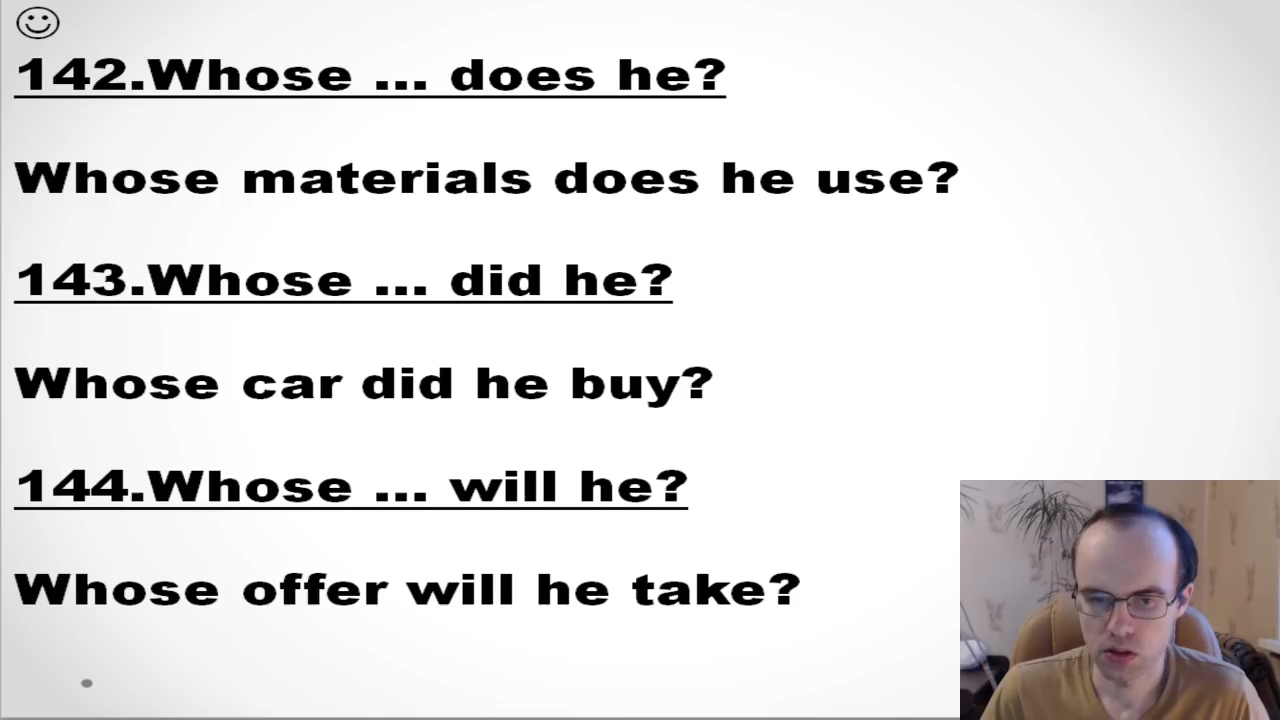 142.Whose ... does he?
Whose materials does he use?
143.Whose ... did he?
Whose car did he buy?
144.Whose ... will he?
Whose offer will he take?